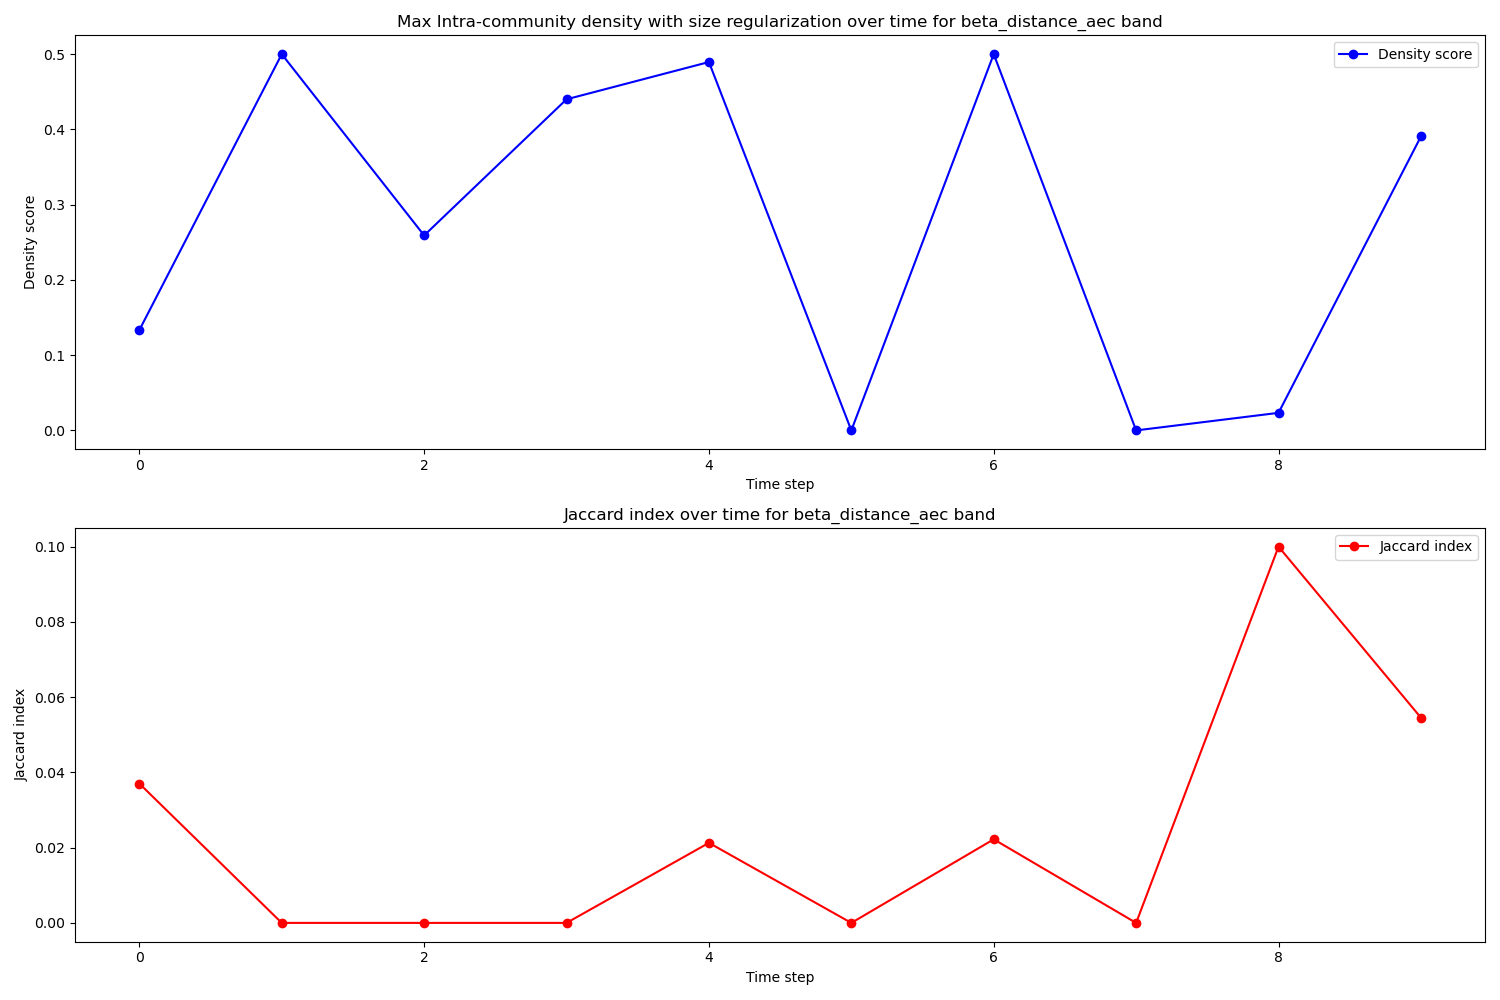 Max Intra-community density with size regularization over time for beta_distance_aec band
Density score
0.5
0.4
0.3
0.2
0.1
0.0
Density score
0
2
4
6
8
Time step
Jaccard index over time for beta_distance_aec band
Jaccard index
0.10
0.08
0.06
0.04
0.02
0.00
Jaccard index
0
2
4
6
8
Time step